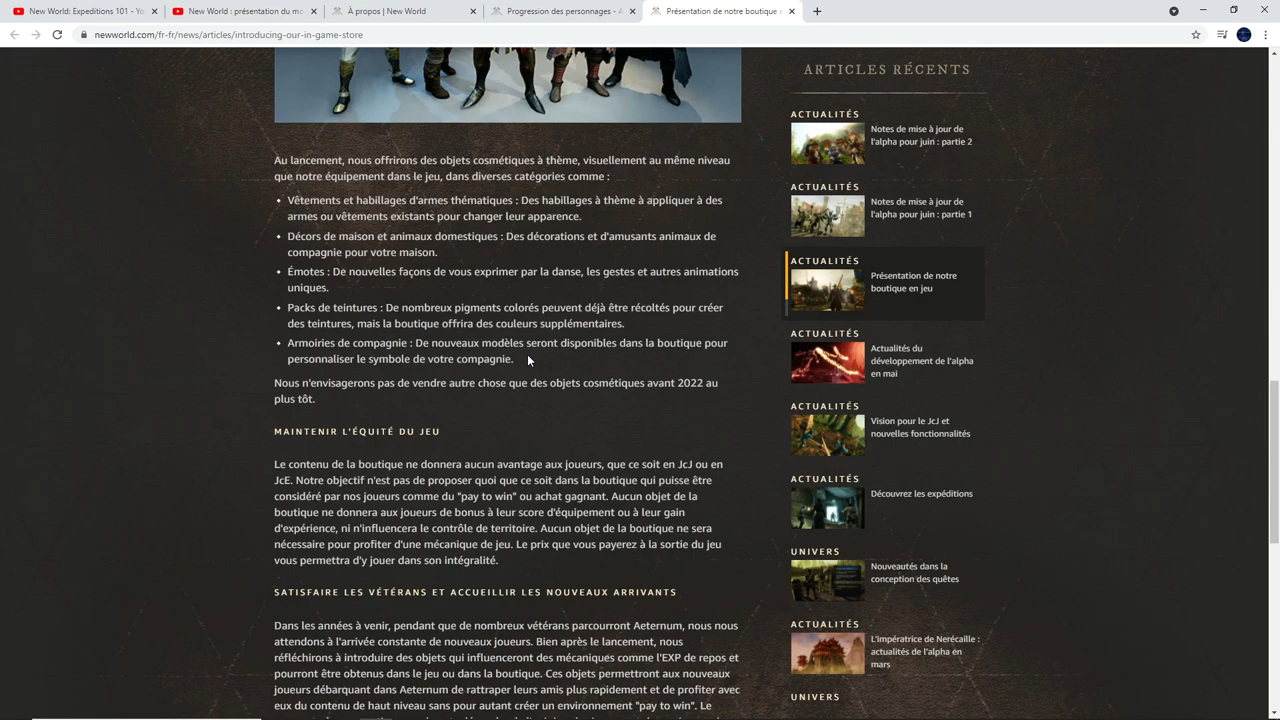 New World: Expeditions 101 - Yo
New World : présentation du mo
À propos | New World
Progression des personnages - A
Présentation de notre boutique e
newworld.com/fr-fr/news/articles/introducing-our-in-game-store
ARTICLES RÉCENTS
Au lancement, nous offrirons des objets cosmétiques à thème, visuellement au même niveau
que notre équipement dans le jeu, dans diverses catégories comme :
• Vêtements et habillages d'armes thématiques : Des habillages à thème à appliquer à des
armes ou vêtements existants pour changer leur apparence.
• Décors de maison et animaux domestiques : Des décorations et d'amusants animaux de
compagnie pour votre maison.
• Émotes : De nouvelles façons de vous exprimer par la danse, les gestes et autres animations
uniques.
• Packs de teintures : De nombreux pigments colorés peuvent déjà être récoltés pour créer
des teintures, mais la boutique offrira des couleurs supplémentaires.
• Armoiries de compagnie : De nouveaux modèles seront disponibles dans la boutique pour
personnaliser le symbole de votre compagnie.
Nous n'envisagerons pas de vendre autre chose que des objets cosmétiques avant 2022 au
plus tôt.
MAINTENIR L'ÉQUITÉ DU JEU
Le contenu de la boutique ne donnera aucun avantage aux joueurs, que ce soit en JcJ ou en
JcE. Notre objectif n'est pas de proposer quoi que ce soit dans la boutique qui puisse être
considéré par nos joueurs comme du "pay to win" ou achat gagnant. Aucun objet de la
boutique ne donnera aux joueurs de bonus à leur score d'équipement ou à leur gain
d'expérience, ni n'influencera le contrôle de territoire. Aucun objet de la boutique ne sera
nécessaire pour profiter d'une mécanique de jeu. Le prix que vous payerez à la sortie du jeu
vous permettra d'y jouer dans son intégralité.
SATISFAIRE LES VÉTÉRANS ET ACCUEILLIR LES NOUVEAUX ARRIVANTS
Dans les années à venir, pendant que de nombreux vétérans parcourront Aeternum, nous nous
attendons à l'arrivée constante de nouveaux joueurs. Bien après le lancement, nous
réfléchirons à introduire des objets qui influenceront des mécaniques comme l'EXP de repos et
pourront être obtenus dans le jeu ou dans la boutique. Ces objets permettront aux nouveaux
joueurs débarquant dans Aeternum de rattraper leurs amis plus rapidement et de profiter avec
eux du contenu de haut niveau sans pour autant créer un environnement "pay to win". Le
ACTUALITÉS
Notes de mise à jour de
l'alpha pour juin : partie 2
ACTUALITÉS
Notes de mise à jour de
l'alpha pour juin : partie 1
ACTUALITÉS
Présentation de notre
boutique en jeu
ACTUALITÉS
Actualités du
développement de l'alpha
en mai
ACTUALITÉS
Vision pour le JcJ et
nouvelles fonctionnalités
ACTUALITÉS
Découvrez les expéditions
UNIVERS
Nouveautés dans la
conception des quêtes
ACTUALITÉS
L'impératrice de Nerécaille :
actualités de l'alpha en
mars
UNIVERS